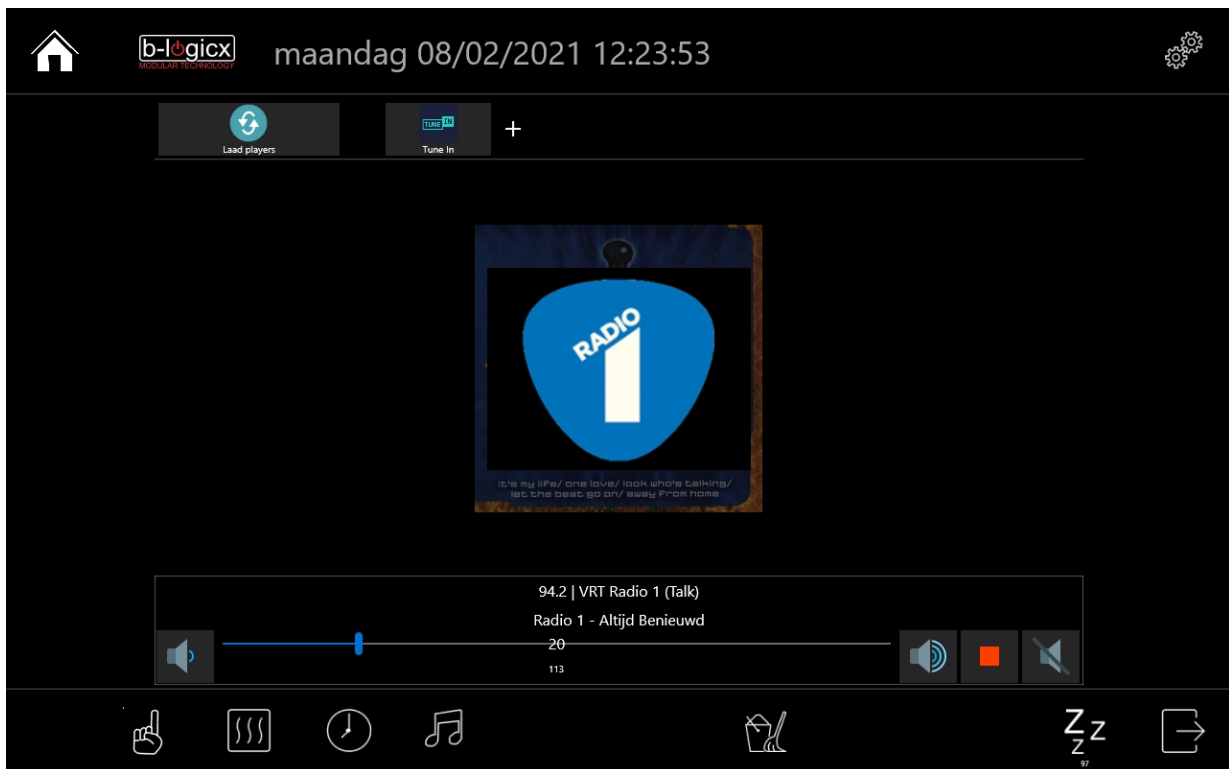 b-logicx
MODULAR TECHNOLOGY
maandag 08/02/2021 12:23:53
Laad players
TUNE IN
Tune In
+
RADIO
1
it's my life/ one love/ look who's talking/
let the beat go on/ away from home
94.2 | VRT Radio 1 (Talk)
Radio 1 - Altijd Benieuwd
20
113
Z Z Z
97